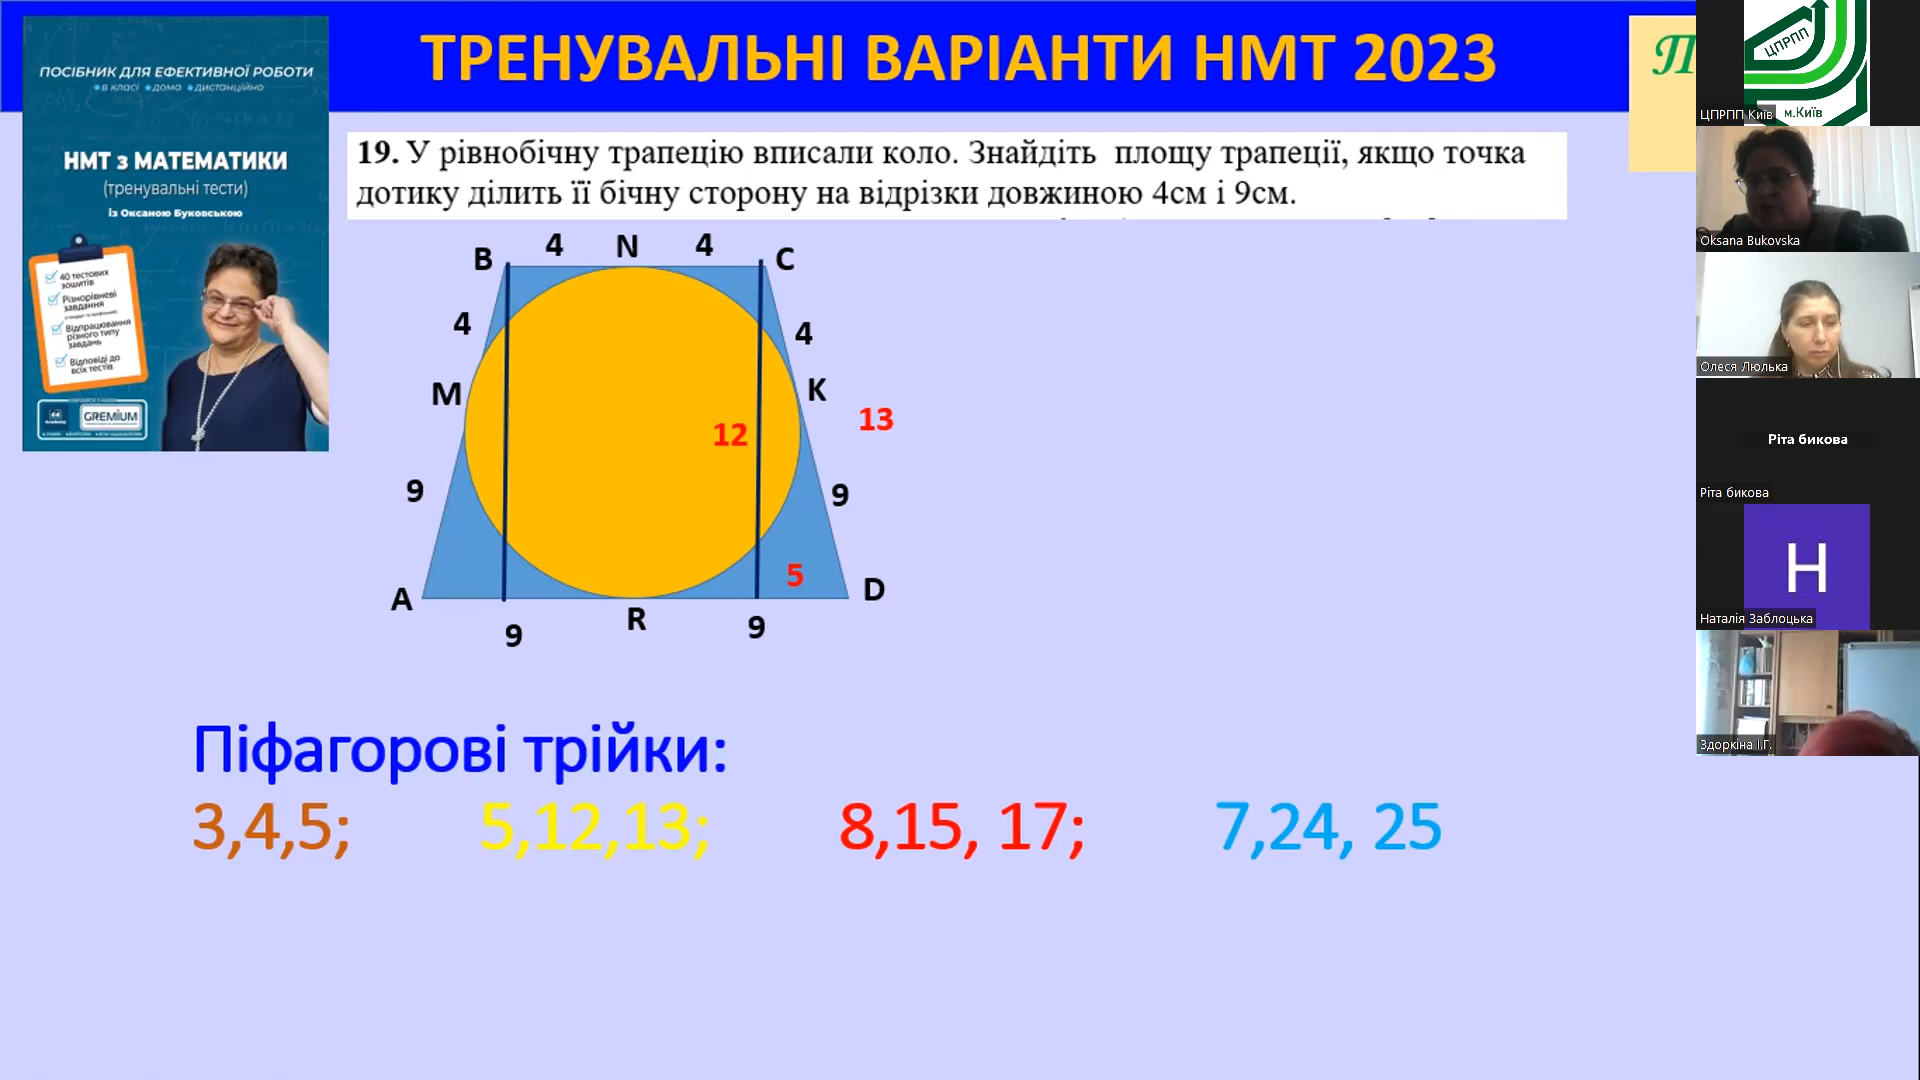 ТРЕНУВАЛЬНІ ВАРІАНТИ НМТ 2023
ПОСІБНИК ДЛЯ ЕФЕКТИВНОЇ РОБОТИ
в класі дома дистанційно
НМТ з МАТЕМАТИКИ
(тренувальні тести)
із Оксаною Буковською
40 тестових
зошитів
Різнорівневі
завдання
Відпрацювання
різного типу
завдань
Відповіді до
всіх тестів
GREMIUM
19. У рівнобічну трапецію вписали коло. Знайдіть площу трапеції, якщо точка
дотику ділить її бічну сторону на відрізки довжиною 4см і 9см.
B 4 N 4 C
4 4
M K
12 13
9 9
5
A D
9 R 9
Піфагорові трійки:
3,4,5; 5,12,13; 8,15, 17; 7,24, 25
П
ЦПРПП
м.Київ
ЦПРПП Київ
Oksana Bukovska
Олеся Люлька
Ріта бикова
Ріта бикова
Н
Наталія Заблоцька
Здоркіна І.Г.